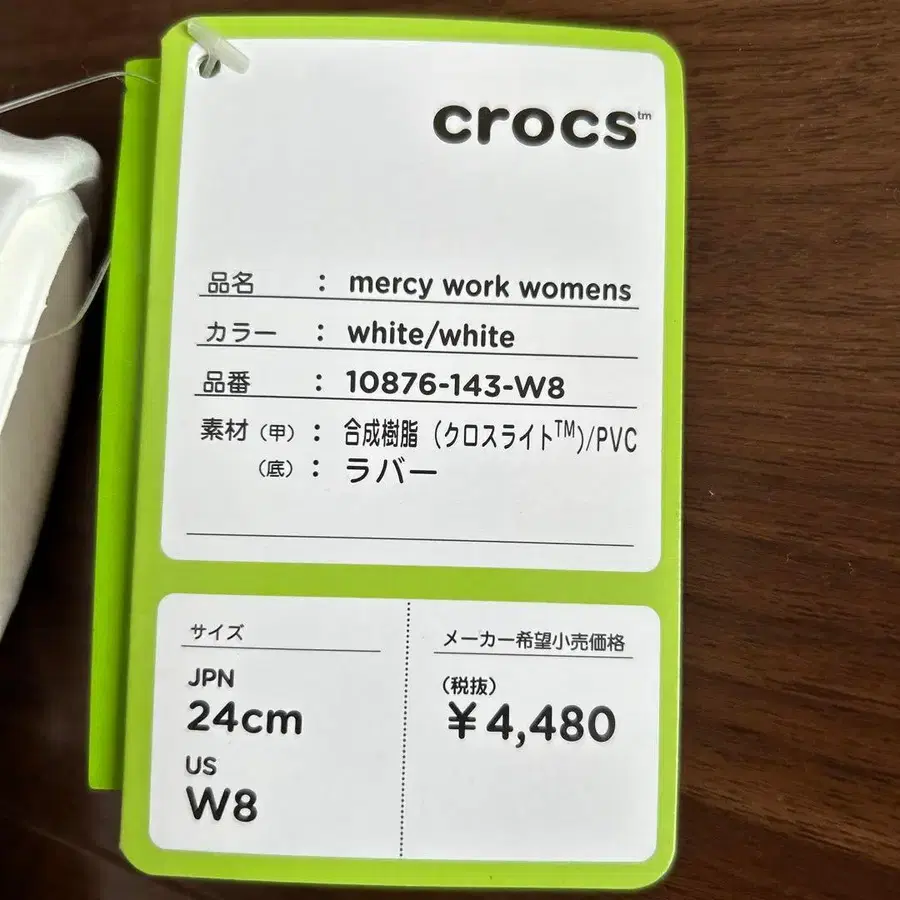 crocs™
品名 : mercy work womens
カラー : white/white
品番 : 10876-143-W8
素材（甲）: 合成樹脂（クロスライト™）/PVC
（底）: ラバー
サイズ
JPN
24cm
US
W8
メーカー希望小売価格
（税抜）
¥4,480